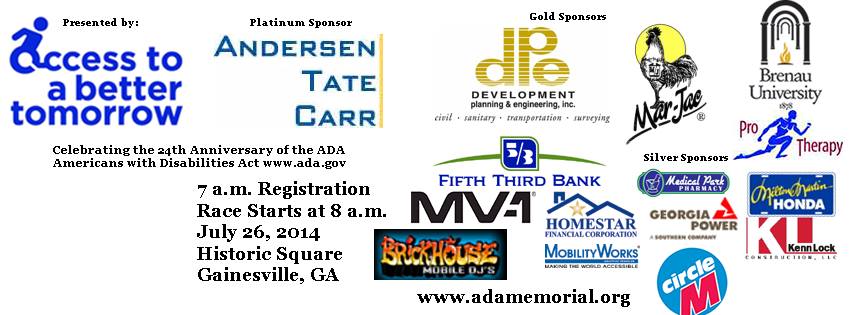 Presented by:
access to
a better
tomorrow
Platinum Sponsor
ANDERSEN
TATE
CARR
Gold Sponsors
dpe
DEVELOPMENT
planning & engineering, inc.
civil · sanitary · transportation · surveying
Mar-Jac ®
Brenau
University
1878
Pro
Therapy
Celebrating the 24th Anniversary of the ADA
Americans with Disabilities Act www.ada.gov
7 a.m. Registration
Race Starts at 8 a.m.
July 26, 2014
Historic Square
Gainesville, GA
5/3
FIFTH THIRD BANK
MVA
HOMESTAR
FINANCIAL CORPORATION
BRICKHOUSE
MOBILE DJ'S
MOBILITYWORKS
MAKING THE WORLD ACCESSIBLE
Silver Sponsors
Medical Park
PHARMACY
Milton Martin
HONDA
GEORGIA
POWER
A SOUTHERN COMPANY
KL
Kenn Lock
CONSTRUCTION, LLC
circle
M
www.adamemorial.org